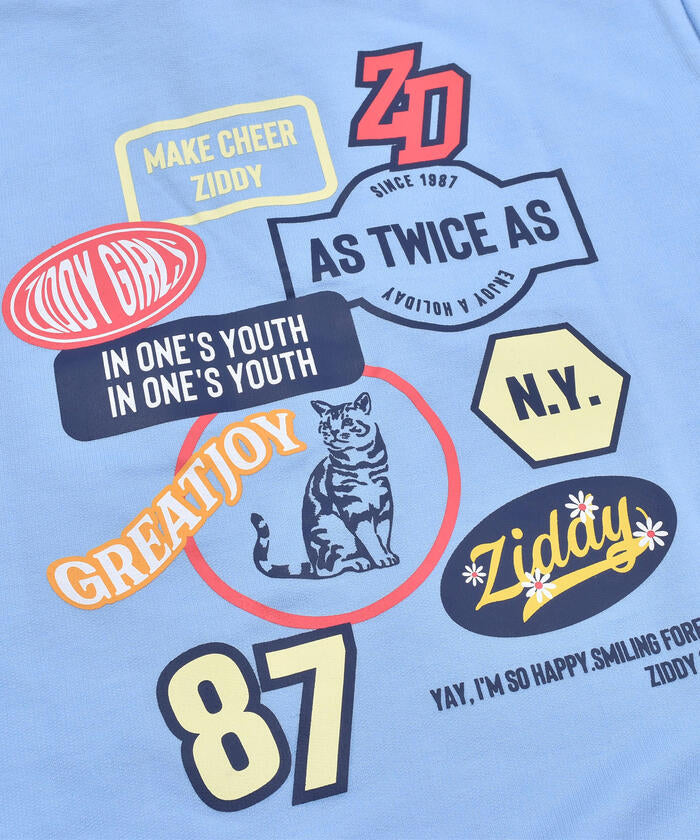 ZD
MAKE CHEER
ZIDDY
SINCE 1987
AS TWICE AS
ENJOY A HOLIDAY
ZIDDY GIRLS
IN ONE'S YOUTH
IN ONE'S YOUTH
N.Y.
GREATJOY
Ziddy
87
YAY, I'M SO HAPPY.SMILING
ZIDDY